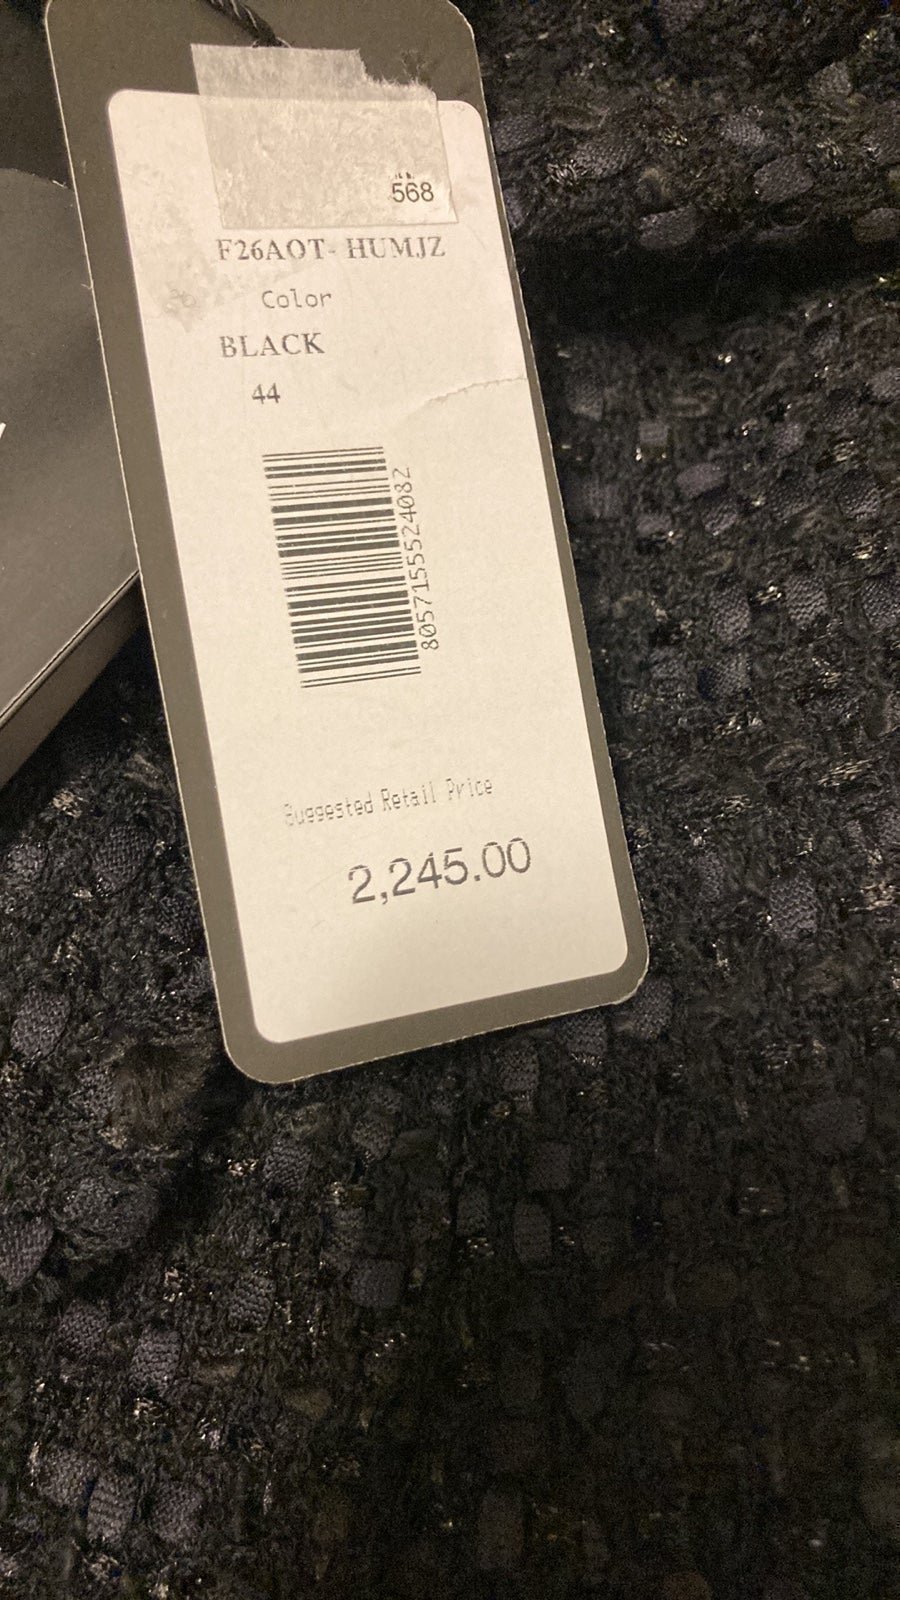 568
F26AOT- HUMJZ
Color
BLACK
44
8057155524082
Suggested Retail Price
2,245.00